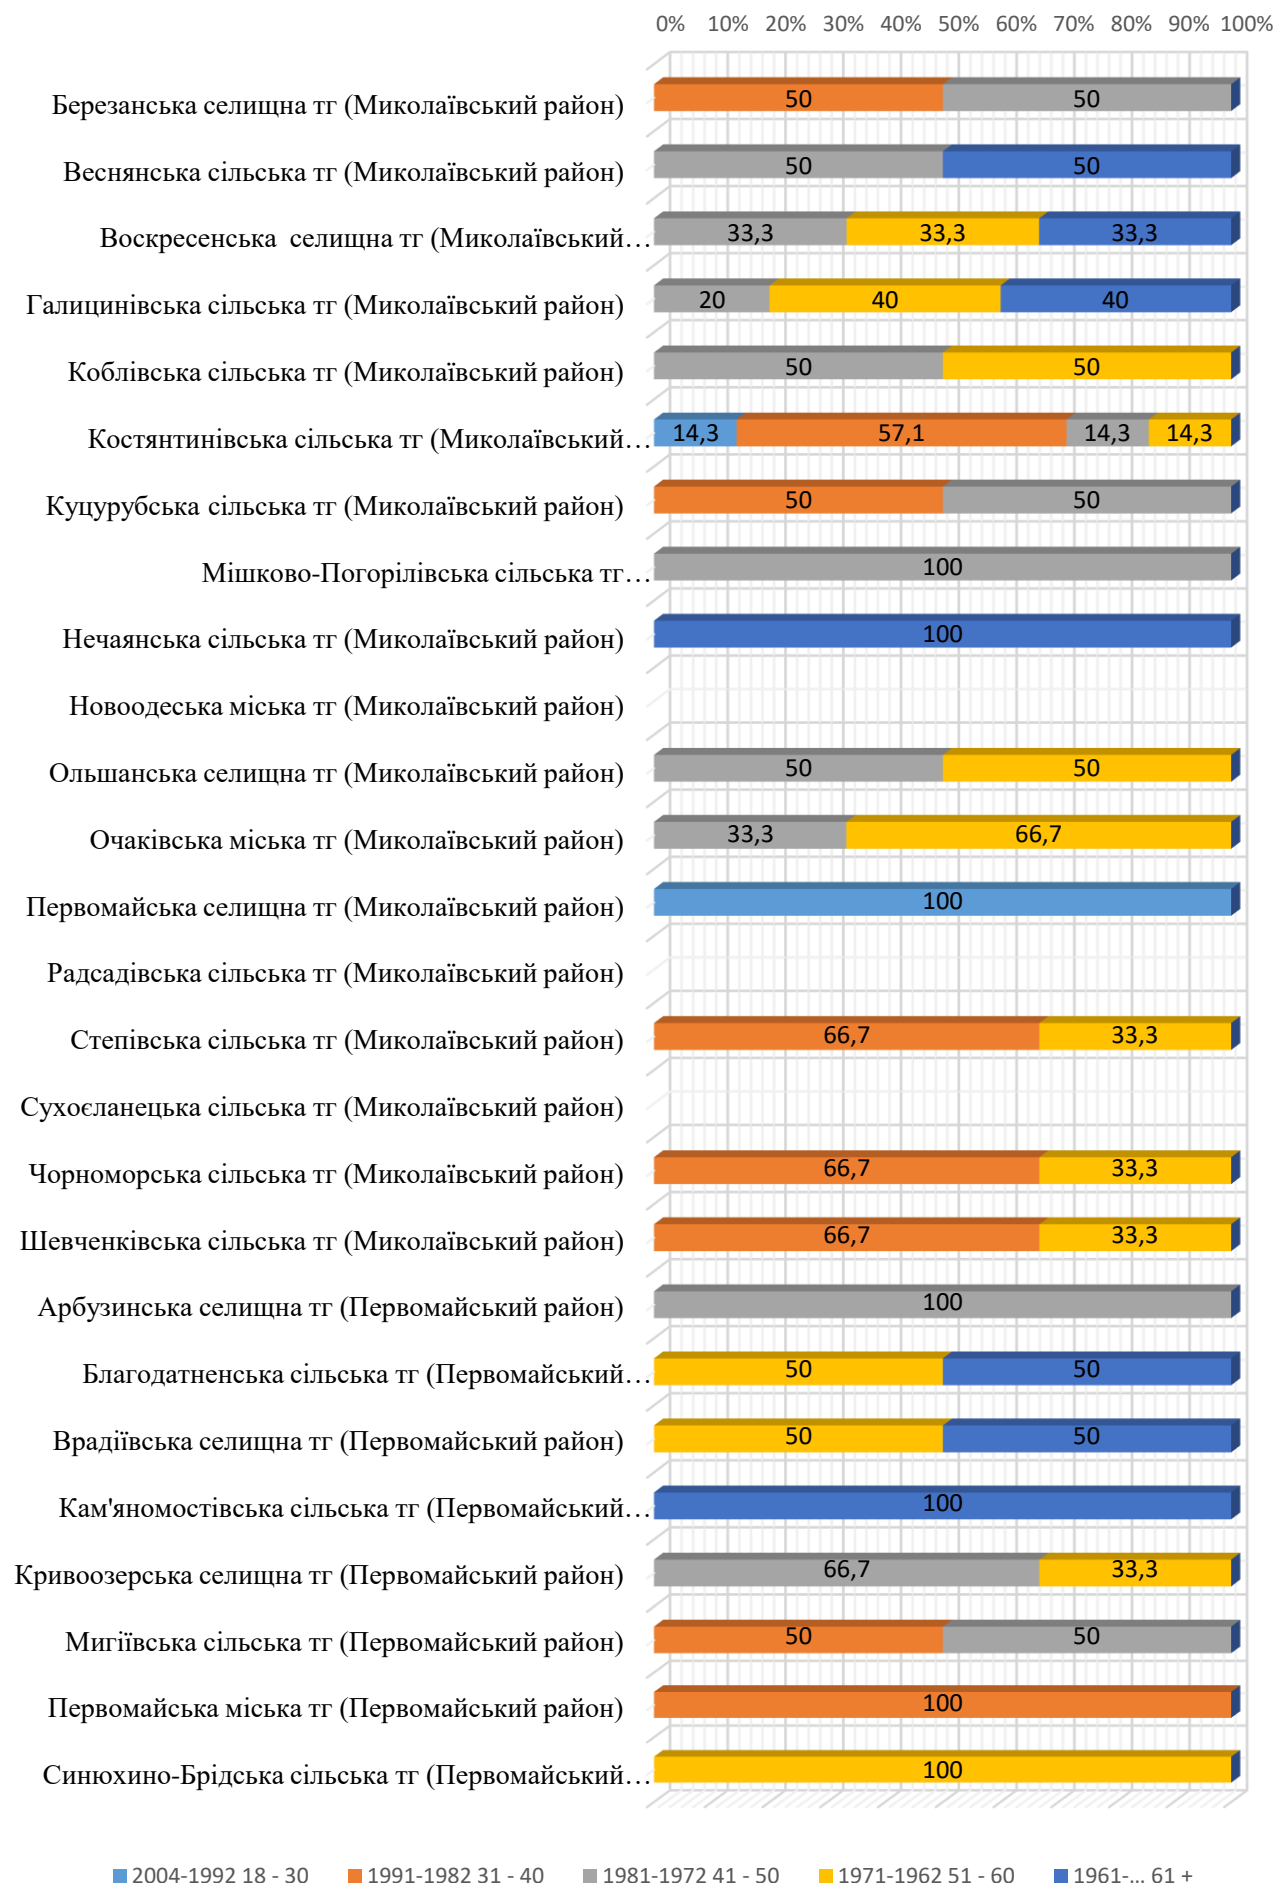 0% 10% 20% 30% 40% 50% 60% 70% 80% 90% 100%
Березанська селищна тг (Миколаївський район) 50 50
Веснянська сільська тг (Миколаївський район) 50 50
Воскресенська селищна тг (Миколаївський… 33,3 33,3 33,3
Галицинівська сільська тг (Миколаївський район) 20 40 40
Коблівська сільська тг (Миколаївський район) 50 50
Костянтинівська сільська тг (Миколаївський… 14,3 57,1 14,3 14,3
Куцурубська сільська тг (Миколаївський район) 50 50
Мішково-Погорілівська сільська тг… 100
Нечаянська сільська тг (Миколаївський район) 100
Новоодеська міська тг (Миколаївський район)
Ольшанська селищна тг (Миколаївський район) 50 50
Очаківська міська тг (Миколаївський район) 33,3 66,7
Первомайська селищна тг (Миколаївський район) 100
Радсадівська сільська тг (Миколаївський район)
Степівська сільська тг (Миколаївський район) 66,7 33,3
Сухоєланецька сільська тг (Миколаївський район)
Чорноморська сільська тг (Миколаївський район) 66,7 33,3
Шевченківська сільська тг (Миколаївський район) 66,7 33,3
Арбузинська селищна тг (Первомайський район) 100
Благодатненська сільська тг (Первомайський… 50 50
Врадіївська селищна тг (Первомайський район) 50 50
Кам'яномостівська сільська тг (Первомайський… 100
Кривоозерська селищна тг (Первомайський район) 66,7 33,3
Мигіївська сільська тг (Первомайський район) 50 50
Первомайська міська тг (Первомайський район) 100
Синюхино-Брідська сільська тг (Первомайський… 100
2004-1992 18 - 30 1991-1982 31 - 40 1981-1972 41 - 50 1971-1962 51 - 60 1961-... 61 +